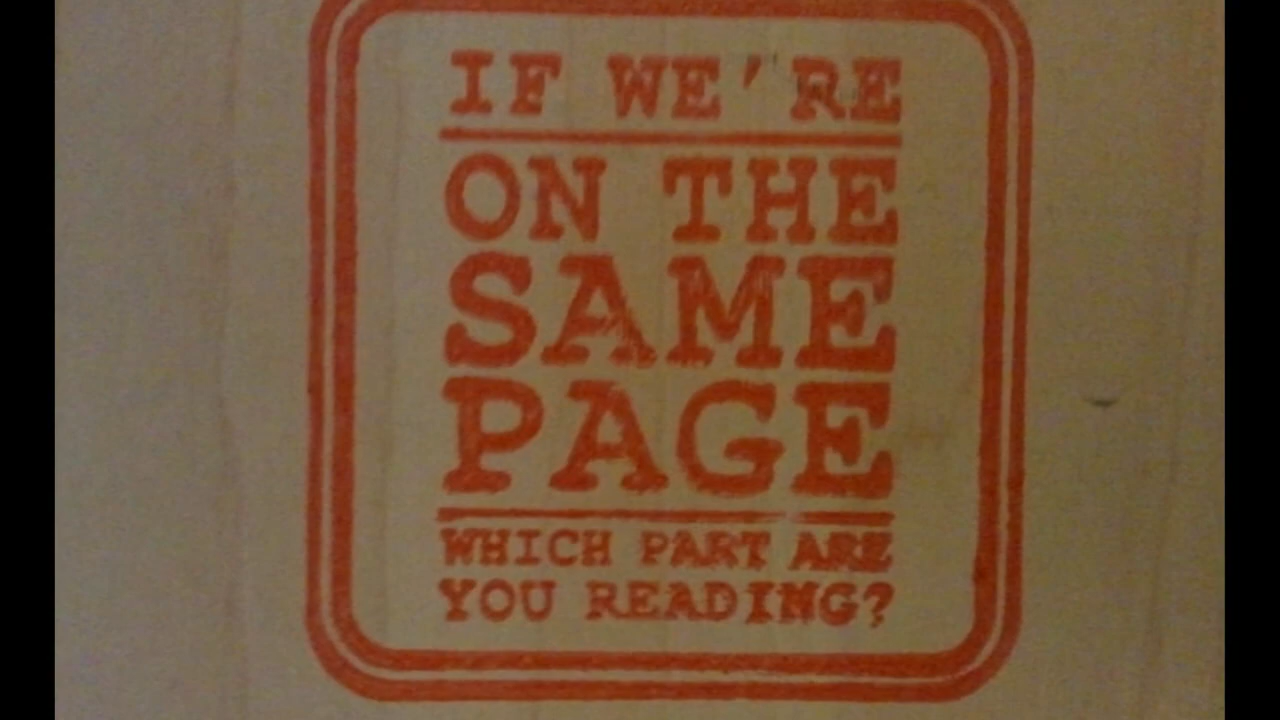 IF WE'RE
ON THE
SAME
PAGE
WHICH PART ARE
YOU READING?